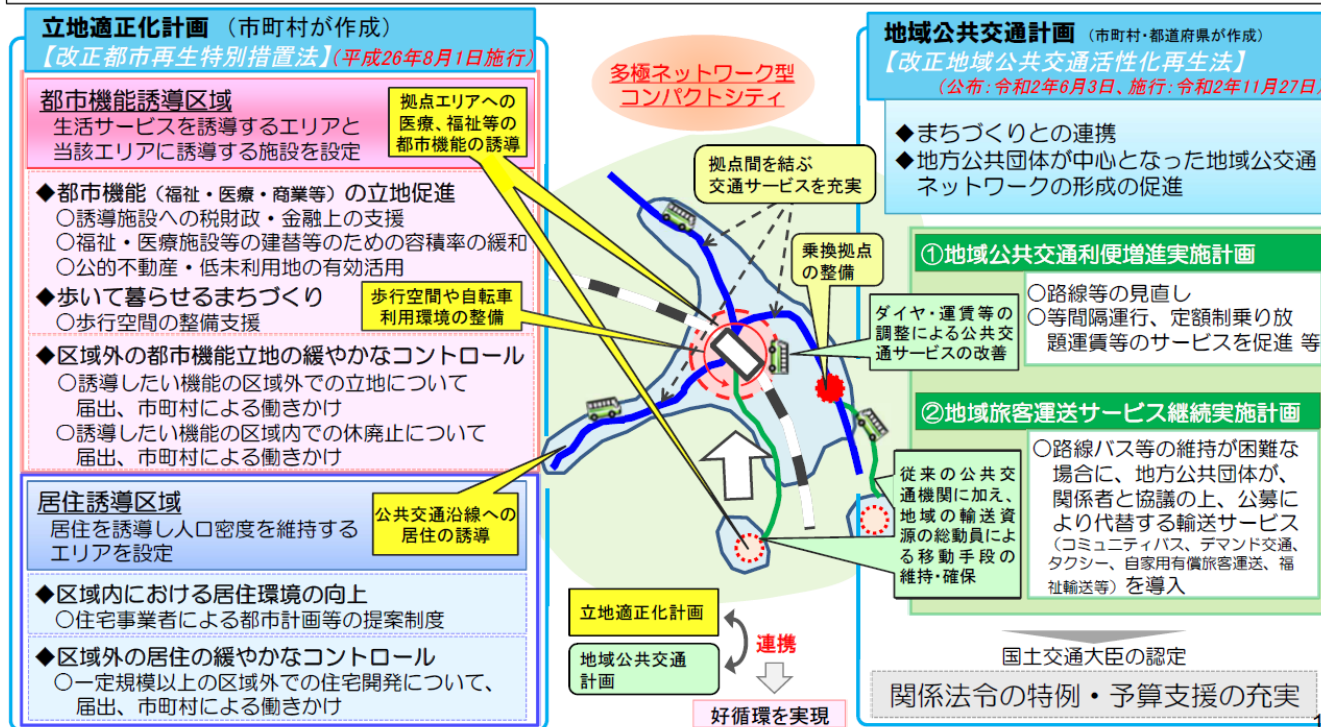 立地適正化計画 (市町村が作成)
【改正都市再生特別措置法】(平成26年8月1日施行)
都市機能誘導区域
生活サービスを誘導するエリアと
当該エリアに誘導する施設を設定
◆都市機能(福祉・医療・商業等)の立地促進
○誘導施設への税財政・金融上の支援
○福祉・医療施設等の建替等のための容積率の緩和
○公的不動産・低未利用地の有効活用
◆歩いて暮らせるまちづくり
○歩行空間の整備支援
◆区域外の都市機能立地の緩やかなコントロール
○誘導したい機能の区域外での立地について
届出、市町村による働きかけ
○誘導したい機能の区域内での休廃止について
届出、市町村による働きかけ
居住誘導区域
居住を誘導し人口密度を維持する
エリアを設定
◆区域内における居住環境の向上
○住宅事業者による都市計画等の提案制度
◆区域外の居住の緩やかなコントロール
○一定規模以上の区域外での住宅開発について、
届出、市町村による働きかけ
拠点エリアへの
医療、福祉等の
都市機能の誘導
歩行空間や自転車
利用環境の整備
公共交通沿線への
居住の誘導
多極ネットワーク型
コンパクトシティ
拠点間を結ぶ
交通サービスを充実
乗換拠点
の整備
ダイヤ・運賃等の
調整による公共交
通サービスの改善
従来の公共交
通機関に加え、
地域の輸送資
源の総動員によ
る移動手段の
維持・確保
立地適正化計画
地域公共交通
計画
連携
好循環を実現
地域公共交通計画 (市町村・都道府県が作成)
【改正地域公共交通活性化再生法】
(公布:令和2年6月3日、施行:令和2年11月27日)
◆まちづくりとの連携
◆地方公共団体が中心となった地域公交通
ネットワークの形成の促進
①地域公共交通利便増進実施計画
○路線等の見直し
○等間隔運行、定額制乗り放
題運賃等のサービスを促進 等
②地域旅客運送サービス継続実施計画
○路線バス等の維持が困難な
場合に、地方公共団体が、
関係者と協議の上、公募に
より代替する輸送サービス
(コミュニティバス、デマンド交通、
タクシー、自家用有償旅客運送、福
祉輸送等)を導入
国土交通大臣の認定
関係法令の特例・予算支援の充実
1